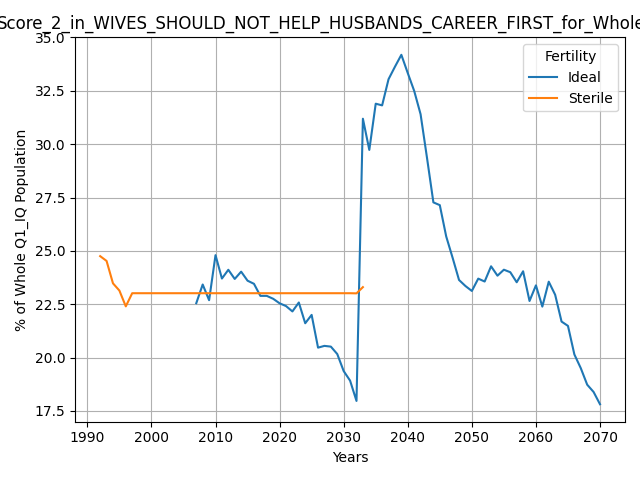 Score_2_in_WIVES_SHOULD_NOT_HELP_HUSBANDS_CAREER_FIRST_for_Whole
% of Whole Q1_IQ Population
35.0
32.5
30.0
27.5
25.0
22.5
20.0
17.5
Fertility
Ideal
Sterile
1990 2000 2010 2020 2030 2040 2050 2060 2070
Years